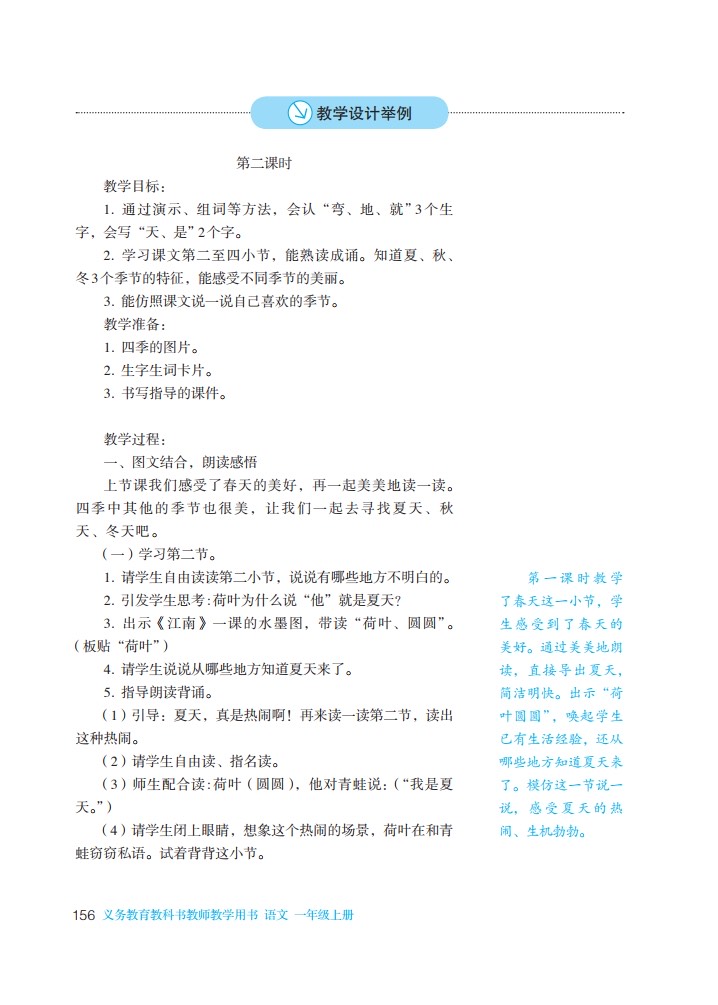 教学设计举例
第二课时
教学目标：
1. 通过演示、组词等方法，会认“弯、地、就”3个生
字，会写“天、是”2个字。
2. 学习课文第二至四小节，能熟读成诵。知道夏、秋、
冬3个季节的特征，能感受不同季节的美丽。
3. 能仿照课文说一说自己喜欢的季节。
教学准备：
1. 四季的图片。
2. 生字生词卡片。
3. 书写指导的课件。
教学过程：
一、图文结合，朗读感悟
上节课我们感受了春天的美好，再一起美美地读一读。
四季中其他的季节也很美，让我们一起去寻找夏天、秋
天、冬天吧。
（一）学习第二节。
1. 请学生自由读读第二小节，说说有哪些地方不明白的。
2. 引发学生思考：荷叶为什么说“他”就是夏天？
3. 出示《江南》一课的水墨图，带读“荷叶、圆圆”。
（板贴“荷叶”）
4. 请学生说说从哪些地方知道夏天来了。
5. 指导朗读背诵。
（1）引导：夏天，真是热闹啊！再来读一读第二节，读出
这种热闹。
（2）请学生自由读、指名读。
（3）师生配合读：荷叶（圆圆），他对青蛙说：（“我是夏
天。”）
（4）请学生闭上眼睛，想象这个热闹的场景，荷叶在和青
蛙窃窃私语。试着背背这小节。
第一课时教学
了春天这一小节，学
生感受到了春天的
美好。通过美美地朗
读，直接导出夏天，
简洁明快。出示“荷
叶圆圆”，唤起学生
已有生活经验，还从
哪些地方知道夏天来
了。模仿这一节说一
说，感受夏天的热
闹、生机勃勃。
156 义务教育教科书教师教学用书 语文 一年级上册